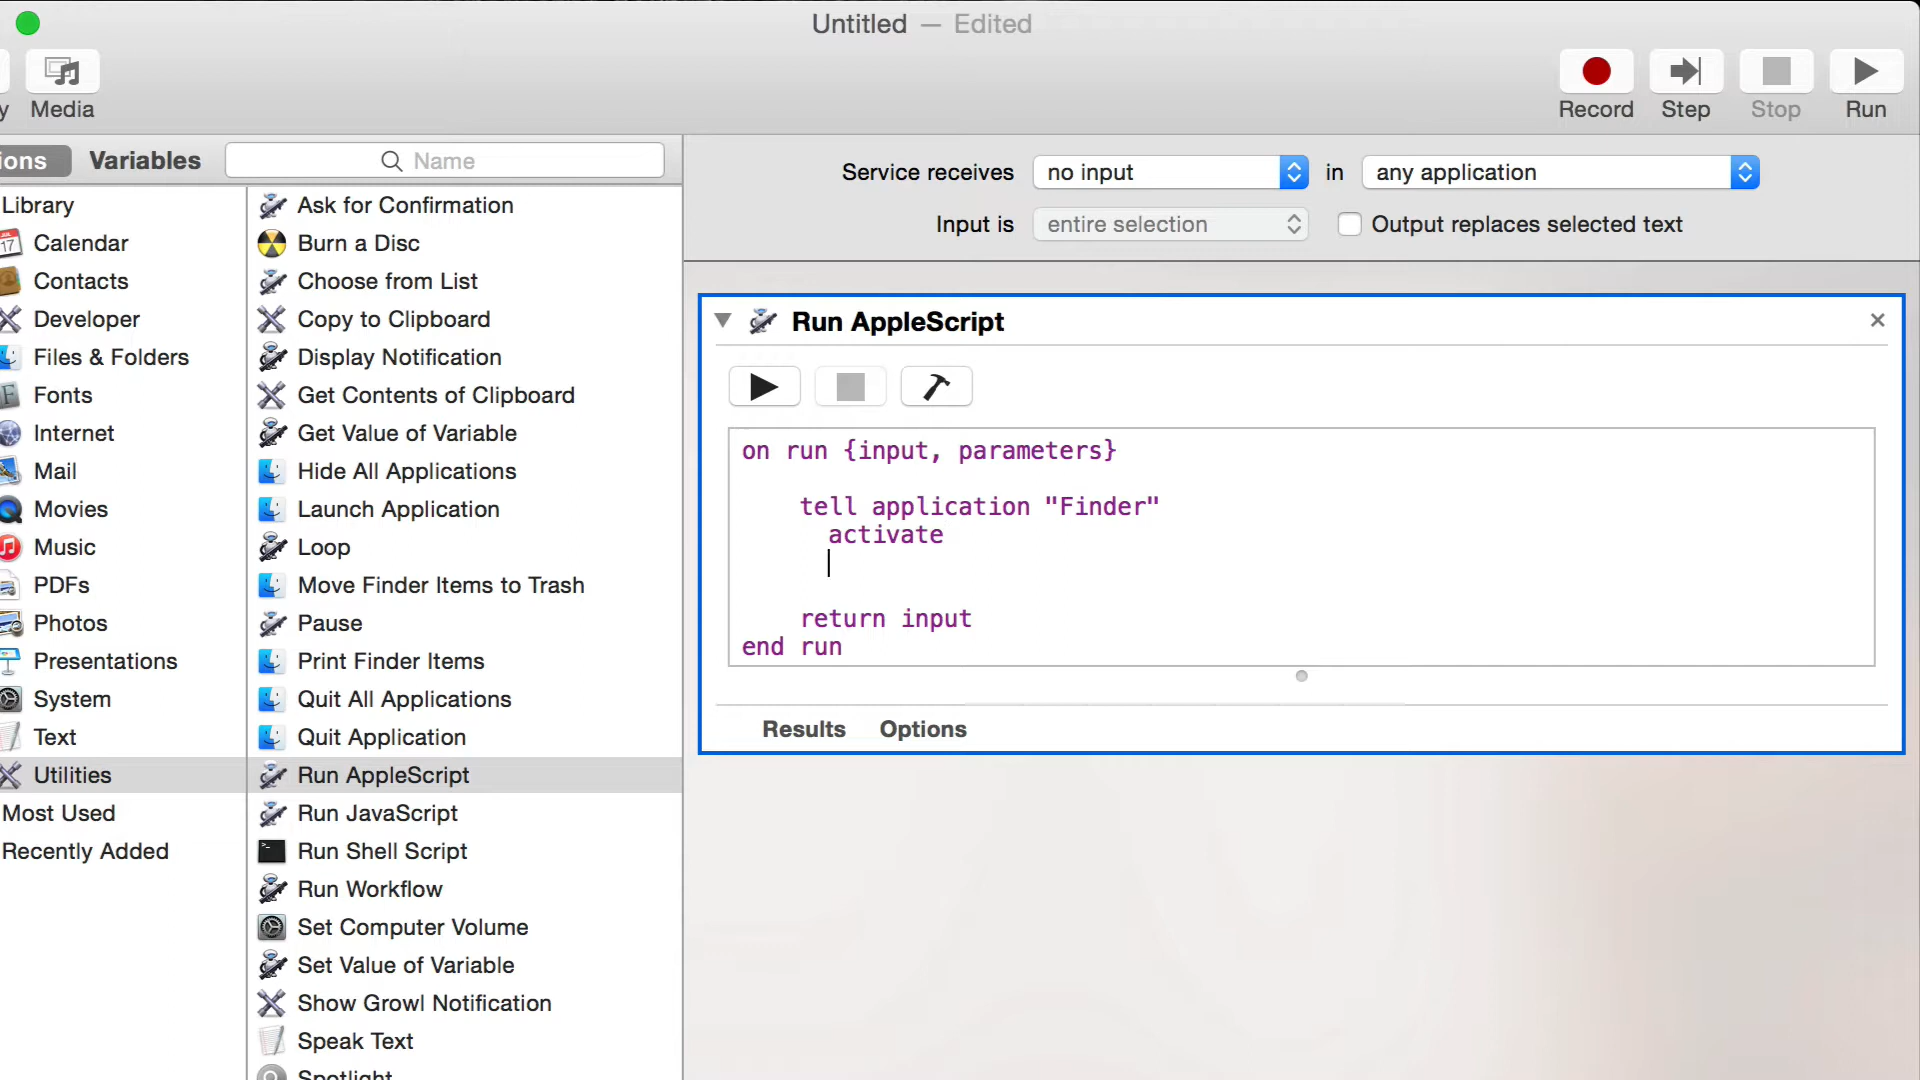 Untitled — Edited
y Media
Record Step Stop Run
ions Variables Name
Service receives no input in any application
Input is entire selection Output replaces selected text
Library
Calendar
Contacts
Developer
Files & Folders
Fonts
Internet
Mail
Movies
Music
PDFs
Photos
Presentations
System
Text
Utilities
Most Used
Recently Added
Ask for Confirmation
Burn a Disc
Choose from List
Copy to Clipboard
Display Notification
Get Contents of Clipboard
Get Value of Variable
Hide All Applications
Launch Application
Loop
Move Finder Items to Trash
Pause
Print Finder Items
Quit All Applications
Quit Application
Run AppleScript
Run JavaScript
Run Shell Script
Run Workflow
Set Computer Volume
Set Value of Variable
Show Growl Notification
Speak Text
Spotlight
Run AppleScript
on run {input, parameters}
tell application "Finder"
activate
return input
end run
Results Options